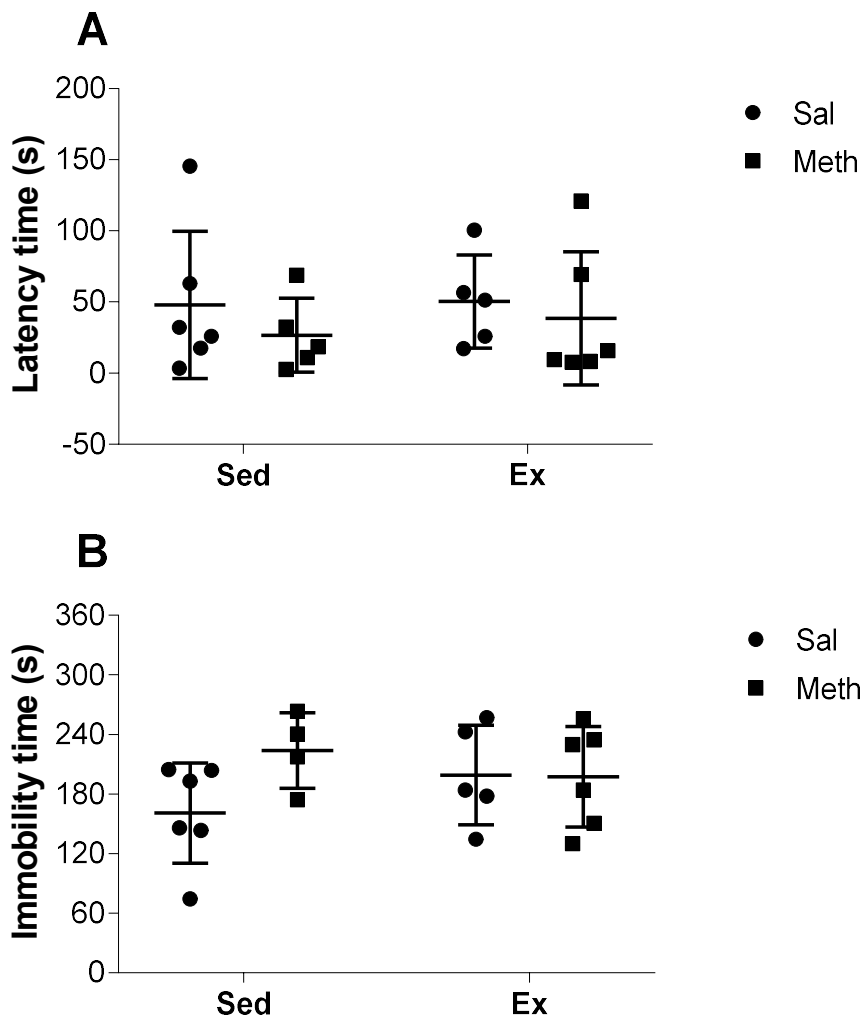 A
Latency time (s)
200
150
100
50
0
-50
Sed
Ex
Sal
Meth
B
Immobility time (s)
360
300
240
180
120
60
0
Sed
Ex
Sal
Meth